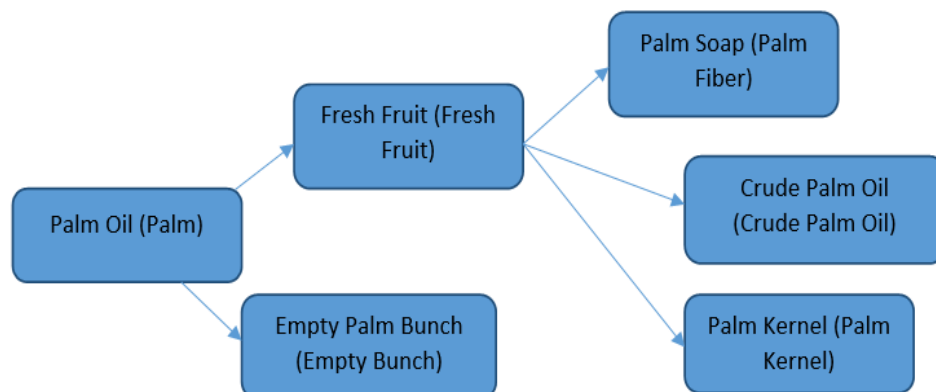 Palm Soap (Palm
Fiber)
Fresh Fruit (Fresh
Fruit)
Crude Palm Oil
(Crude Palm Oil)
Palm Oil (Palm)
Empty Palm Bunch
(Empty Bunch)
Palm Kernel (Palm
Kernel)